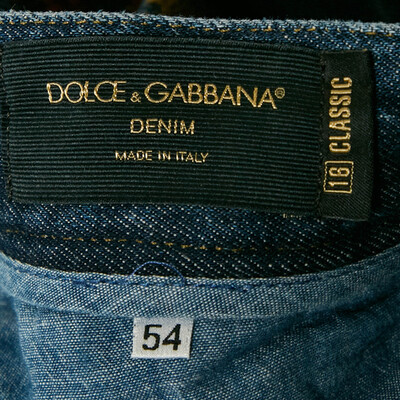 DOLCE & GABBANA®
DENIM
MADE IN ITALY
16 CLASSIC
54